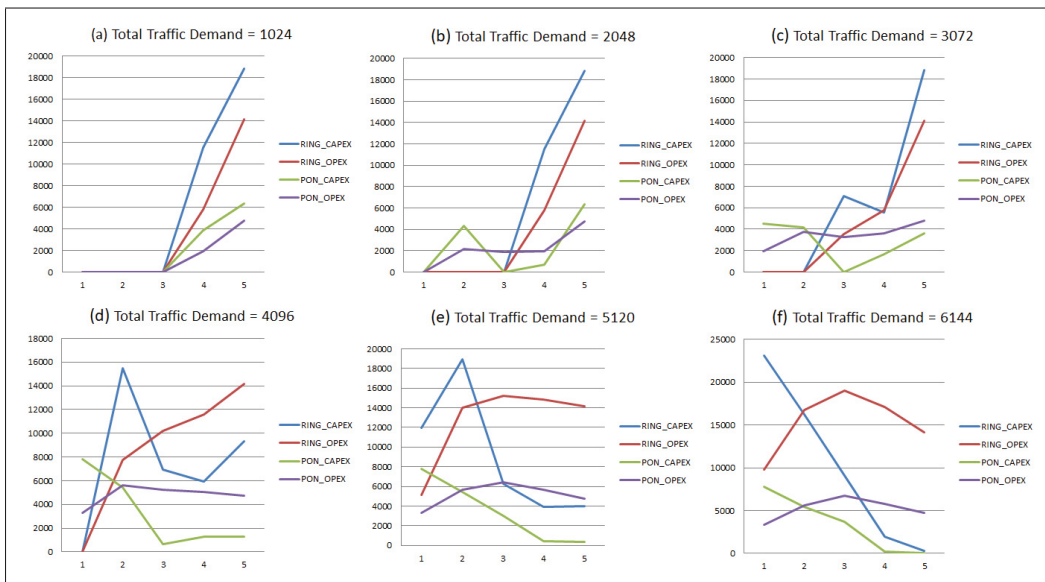 (a) Total Traffic Demand = 1024
20000
18000
16000
14000
12000
10000
8000
6000
4000
2000
0
1 2 3 4 5
RING_CAPEX
RING_OPEX
PON_CAPEX
PON_OPEX
(b) Total Traffic Demand = 2048
20000
18000
16000
14000
12000
10000
8000
6000
4000
2000
0
1 2 3 4 5
RING_CAPEX
RING_OPEX
PON_CAPEX
PON_OPEX
(c) Total Traffic Demand = 3072
20000
18000
16000
14000
12000
10000
8000
6000
4000
2000
0
1 2 3 4 5
RING_CAPEX
RING_OPEX
PON_CAPEX
PON_OPEX
(d) Total Traffic Demand = 4096
18000
16000
14000
12000
10000
8000
6000
4000
2000
0
1 2 3 4 5
RING_CAPEX
RING_OPEX
PON_CAPEX
PON_OPEX
(e) Total Traffic Demand = 5120
20000
18000
16000
14000
12000
10000
8000
6000
4000
2000
0
1 2 3 4 5
RING_CAPEX
RING_OPEX
PON_CAPEX
PON_OPEX
(f) Total Traffic Demand = 6144
25000
20000
15000
10000
5000
0
1 2 3 4 5
RING_CAPEX
RING_OPEX
PON_CAPEX
PON_OPEX